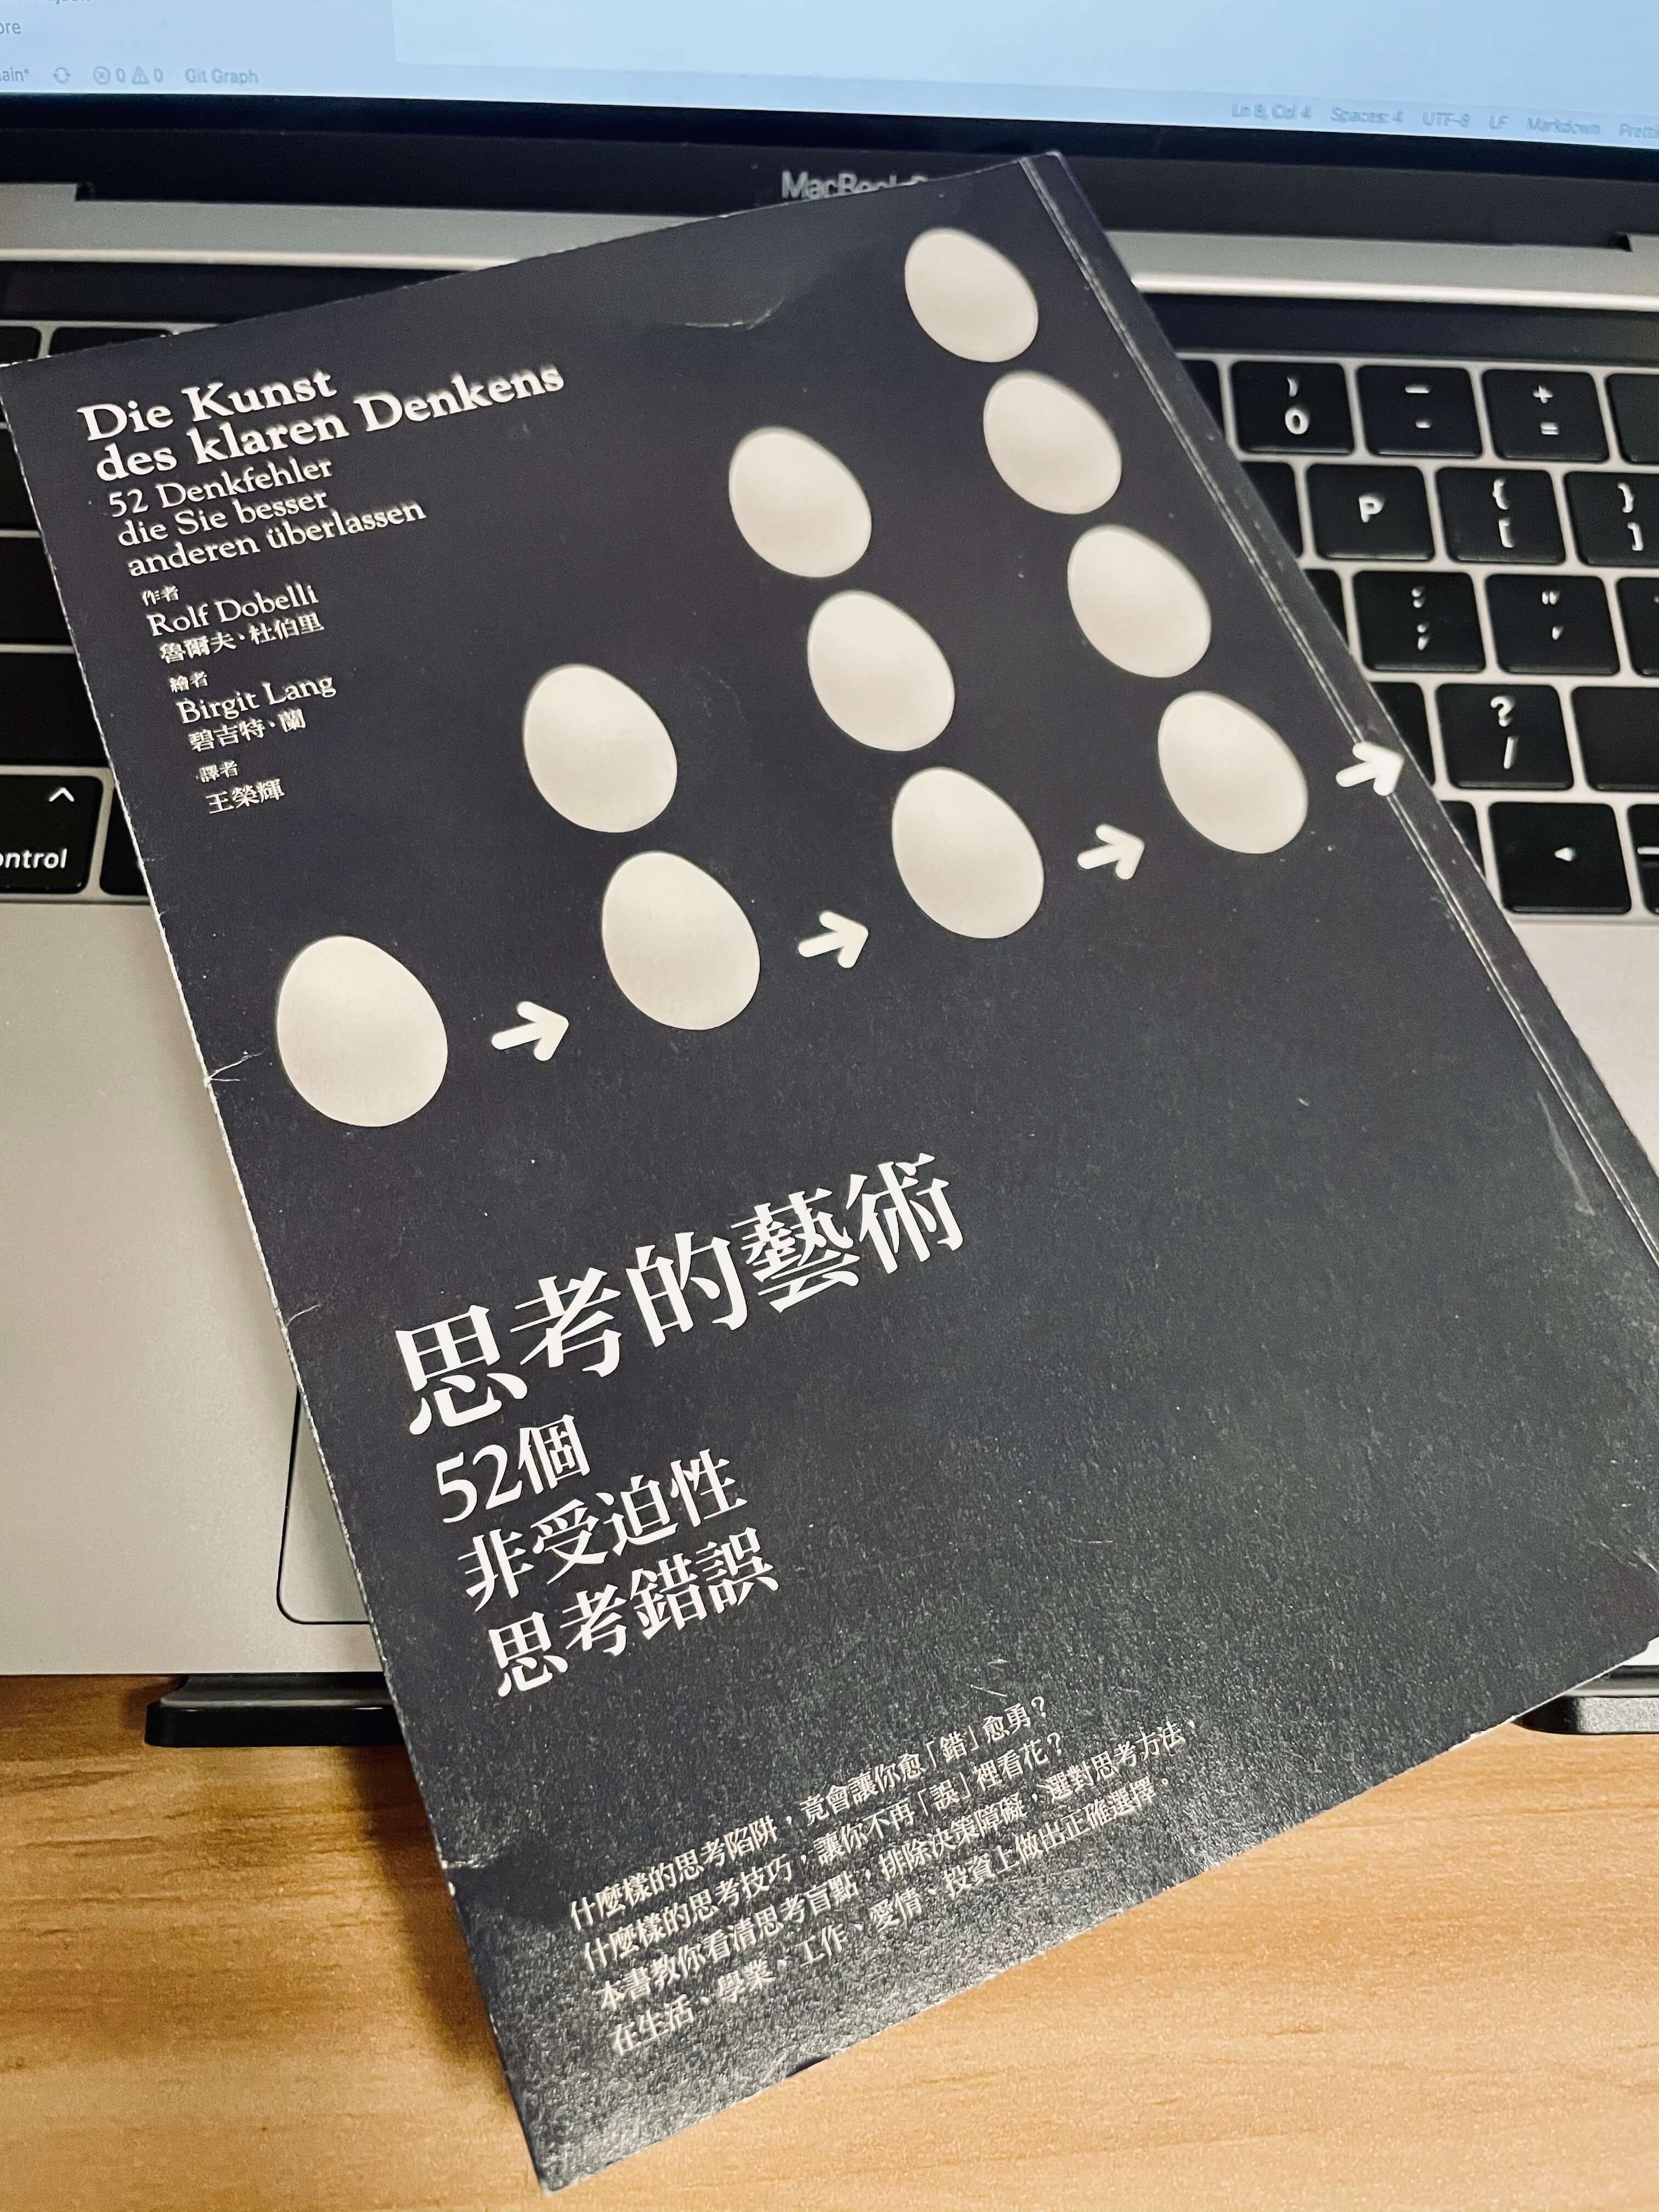 Git Graph
Ln 8, Col 4 Spaces: 4 UTF-8 LF Markdown
Die Kunst
des klaren Denkens
52 Denkfehler
die Sie besser
anderen überlassen
作者
Rolf Dobelli
魯爾夫·杜伯里
繪者
Birgit Lang
碧吉特·蘭
譯者
王榮輝
思考的藝術
52個
非受迫性
思考錯誤
什麼樣的思考陷阱，竟會讓你愈「錯」愈勇？
什麼樣的思考技巧，讓你不再「誤」裡看花？
本書教你看清思考盲點，排除決策障礙，選對思考方法，
在生活、學業、工作、愛情、投資上做出正確選擇。
)
0
_
-
+
=
P
{
[
}
]
:
;
"
'
?
/